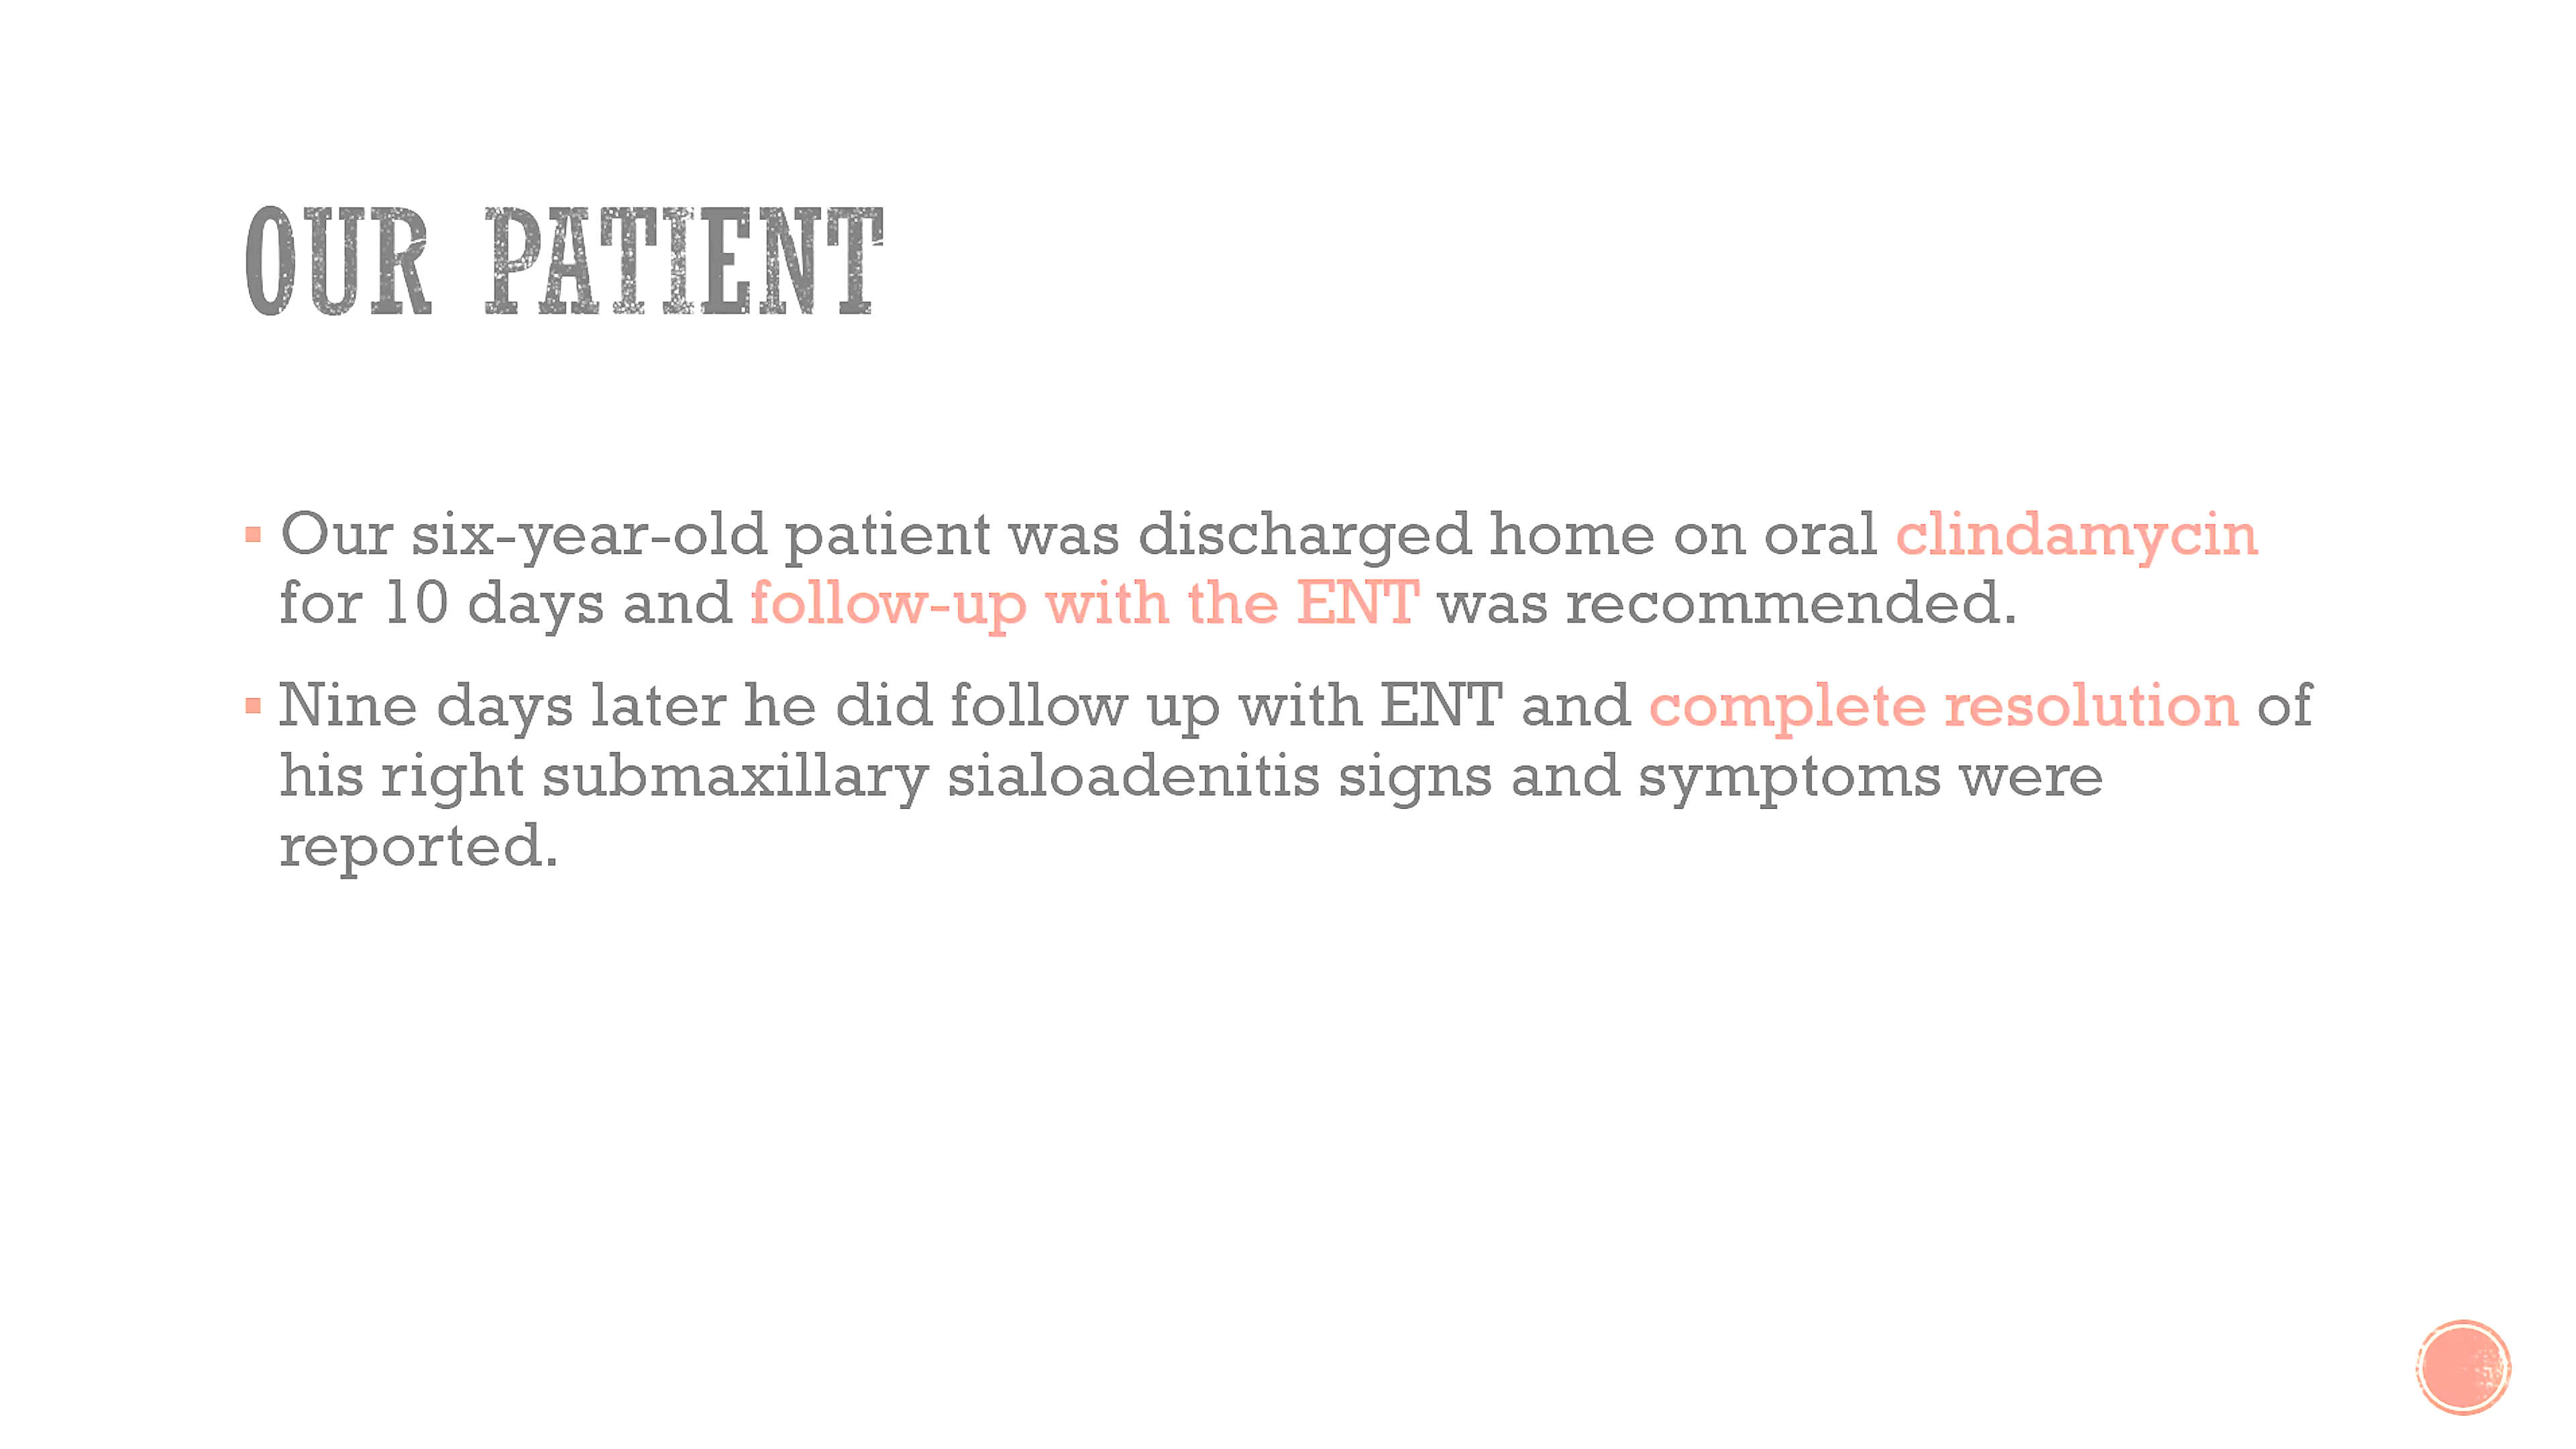 OUR PATIENT
▪ Our six-year-old patient was discharged home on oral clindamycin
for 10 days and follow-up with the ENT was recommended.
▪ Nine days later he did follow up with ENT and complete resolution of
his right submaxillary sialoadenitis signs and symptoms were
reported.